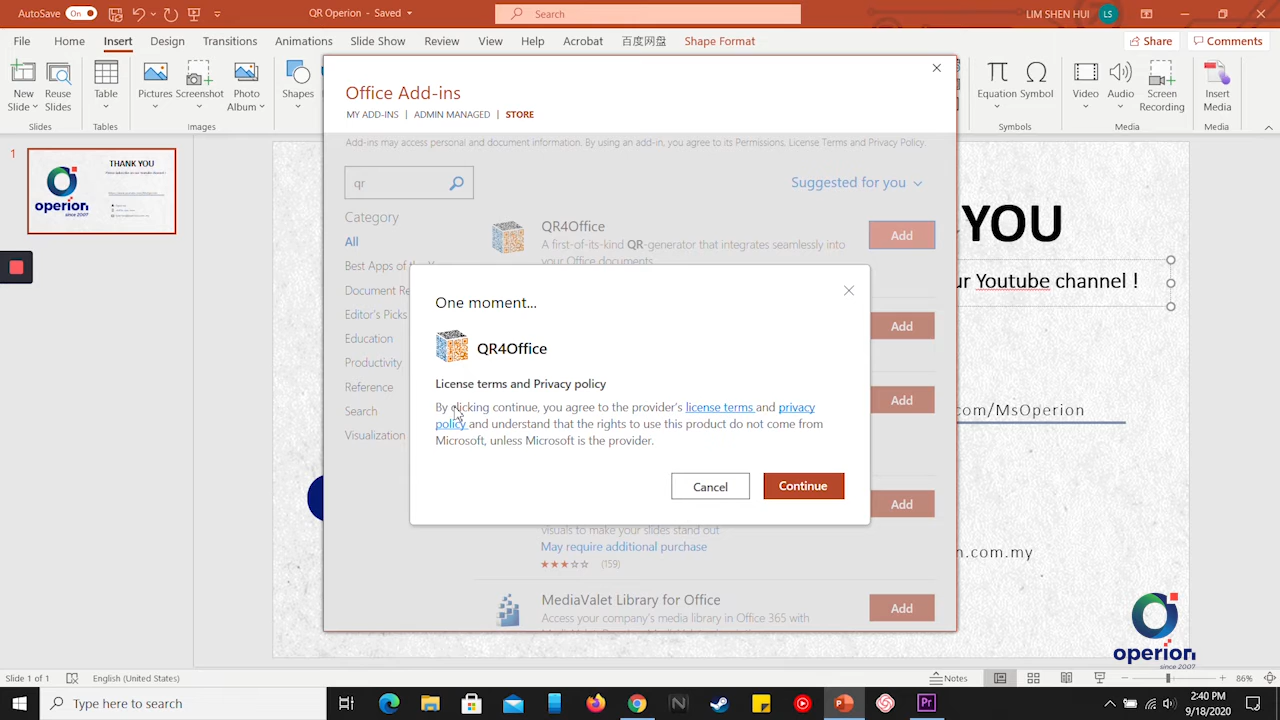 AutoSave On
QR Operion - Saved
Search
LIM SHEN HUI LS
File Home Insert Design Transitions Animations Slide Show Review View Help Acrobat 百度网盘 Shape Format Share Comments
New Slide
Reuse Slides
Table
Pictures
Screenshot
Photo Album
Shapes
Equation
Symbol
Video
Audio
Screen Recording
Insert Media
Slides Tables Images Symbols Media Media
Office Add-ins
MY ADD-INS | ADMIN MANAGED | STORE
Add-ins may access personal and document information. By using an add-in, you agree to its Permissions, License Terms and Privacy Policy.
qr
Suggested for you
Category
All
Best Apps of the
Document Re
Editor's Picks
Education
Productivity
Reference
Search
Visualization
QR4Office
A first-of-its-kind QR-generator that integrates seamlessly into
your Office documents
Add
Add
Add
Add
One moment...
QR4Office
License terms and Privacy policy
By clicking continue, you agree to the provider's license terms and privacy
policy and understand that the rights to use this product do not come from
Microsoft, unless Microsoft is the provider.
Cancel Continue
visuals to make your slides stand out
May require additional purchase
(159)
MediaValet Library for Office
Access your company's media library in Office 365 with
Add
1
THANK YOU
operion
since 2007
YOU
ur Youtube channel !
com/MsOperion
n.com.my
operion
since 2007
Slide 1 of 1 English (United States) Notes 86%
Type here to search
2:40 PM
9/18/2020